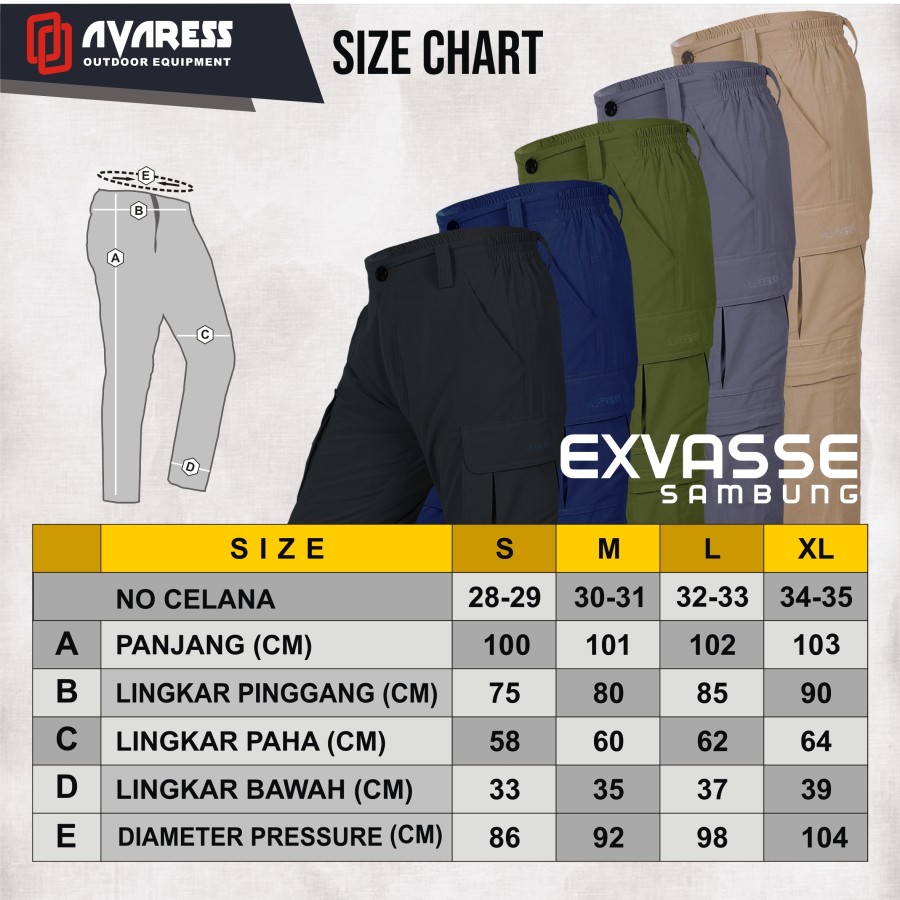 AVARESS
OUTDOOR EQUIPMENT
SIZE CHART
E
B
A
C
D
EXVASSE
SAMBUNG
SIZE S M L XL
NO CELANA 28-29 30-31 32-33 34-35
A PANJANG (CM) 100 101 102 103
B LINGKAR PINGGANG (CM) 75 80 85 90
C LINGKAR PAHA (CM) 58 60 62 64
D LINGKAR BAWAH (CM) 33 35 37 39
E DIAMETER PRESSURE (CM) 86 92 98 104